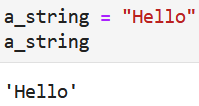 a_string = "Hello"
a_string
'Hello'